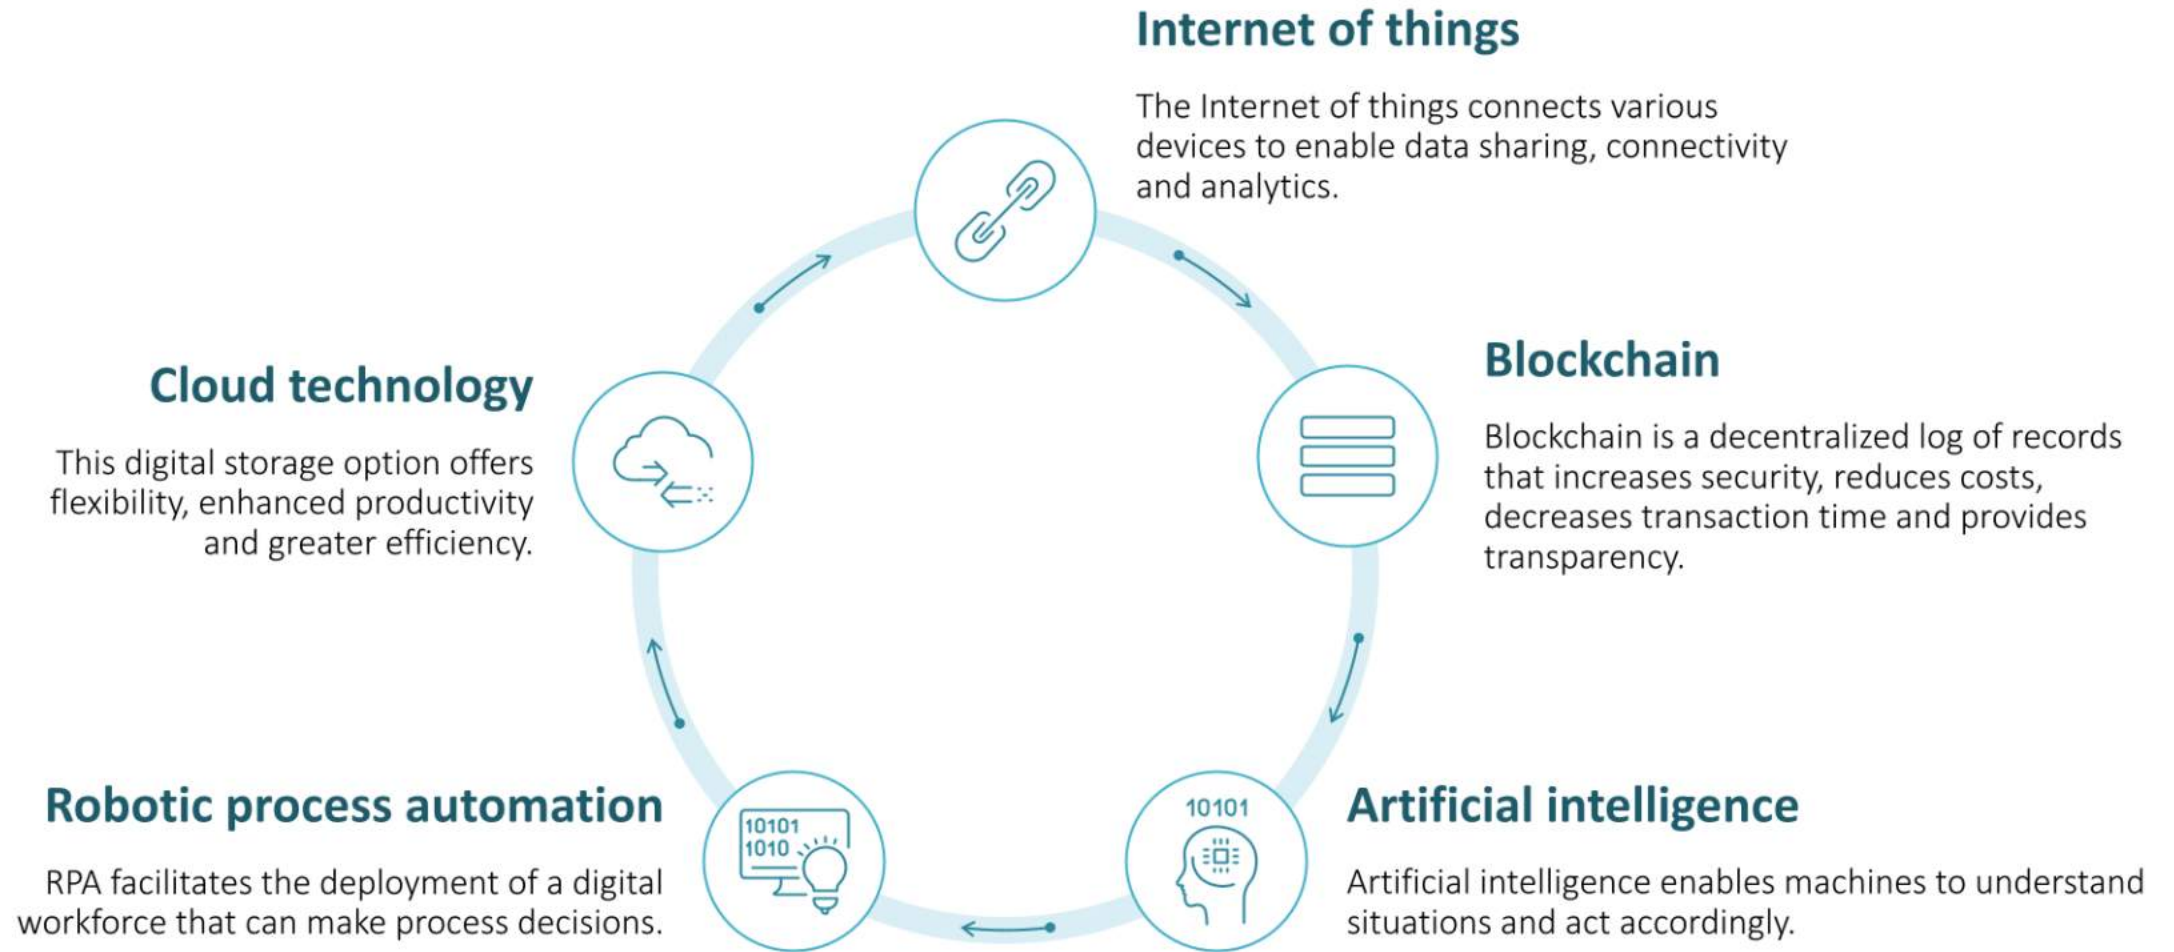 Internet of things
The Internet of things connects various
devices to enable data sharing, connectivity
and analytics.
Blockchain
Blockchain is a decentralized log of records
that increases security, reduces costs,
decreases transaction time and provides
transparency.
Cloud technology
This digital storage option offers
flexibility, enhanced productivity
and greater efficiency.
Robotic process automation
RPA facilitates the deployment of a digital
workforce that can make process decisions.
10101
1010
10101
Artificial intelligence
Artificial intelligence enables machines to understand
situations and act accordingly.